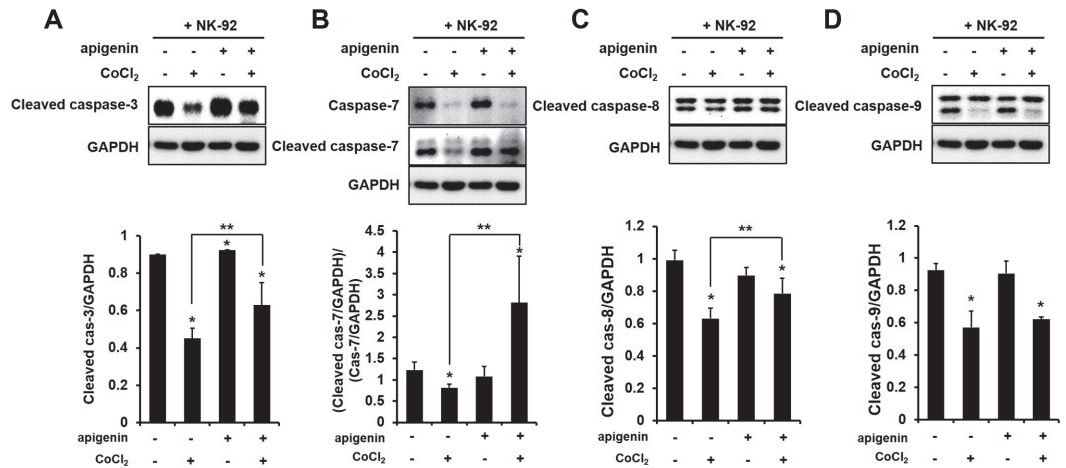 A
+ NK-92
apigenin - - + +
CoCl2 - + - +
Cleaved caspase-3
GAPDH
Cleaved cas-3/GAPDH
1
0.8
0.6
0.4
0.2
0
*
*
*
**
apigenin - - + +
CoCl2 - + - +
B
+ NK-92
- - + +
- + - +
Caspase-7
Cleaved caspase-7
GAPDH
(Cleaved cas-7/GAPDH)/
(Cas-7/GAPDH)
4.5
4
3.5
3
2.5
2
1.5
1
0.5
0
*
*
**
apigenin - - + +
CoCl2 - + - +
C
+ NK-92
apigenin - - + +
CoCl2 - + - +
Cleaved caspase-8
GAPDH
Cleaved cas-8/GAPDH
1.2
1
0.8
0.6
0.4
0.2
0
*
*
**
apigenin - - + +
CoCl2 - + - +
D
+ NK-92
apigenin - - + +
CoCl2 - + - +
Cleaved caspase-9
GAPDH
Cleaved cas-9/GAPDH
1.2
1
0.8
0.6
0.4
0.2
0
*
*
apigenin - - + +
CoCl2 - + - +